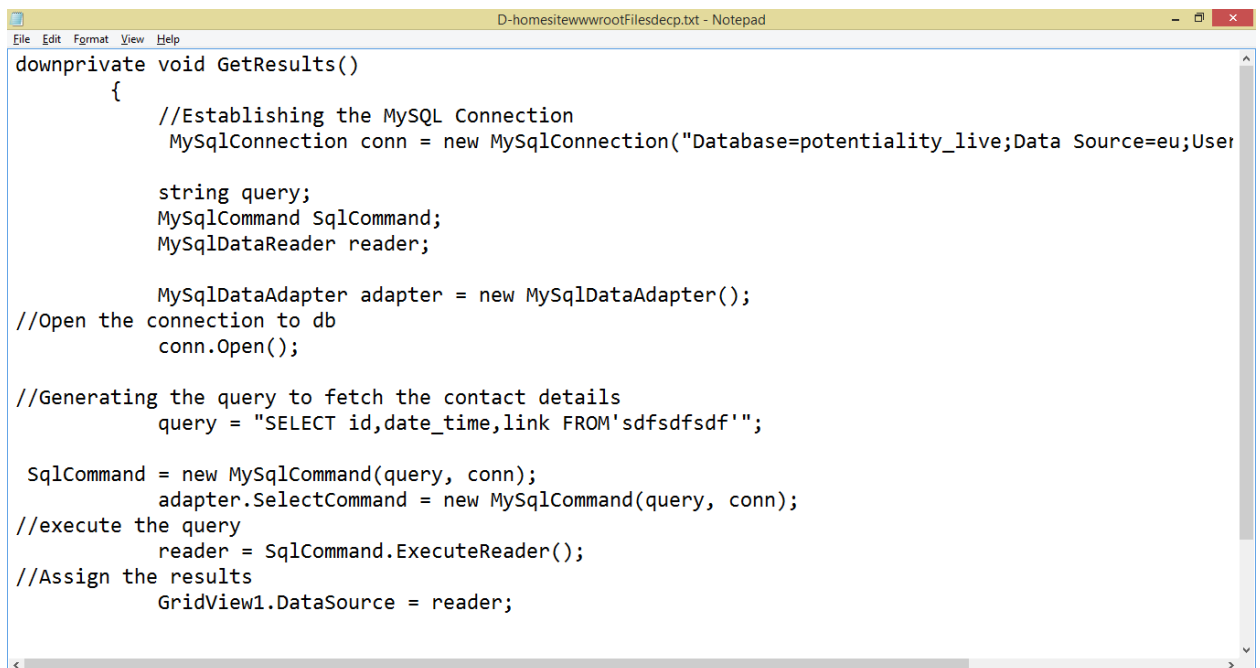 D-homesitewwwrootFilesdecp.txt - Notepad
File Edit Format View Help
downprivate void GetResults()
{
//Establishing the MySQL Connection
MySqlConnection conn = new MySqlConnection("Database=potentiality_live;Data Source=eu;User
string query;
MySqlCommand SqlCommand;
MySqlDataReader reader;
MySqlDataAdapter adapter = new MySqlDataAdapter();
//Open the connection to db
conn.Open();
//Generating the query to fetch the contact details
query = "SELECT id,date_time,link FROM'sdfsdfsdf'";
SqlCommand = new MySqlCommand(query, conn);
adapter.SelectCommand = new MySqlCommand(query, conn);
//execute the query
reader = SqlCommand.ExecuteReader();
//Assign the results
GridView1.DataSource = reader;